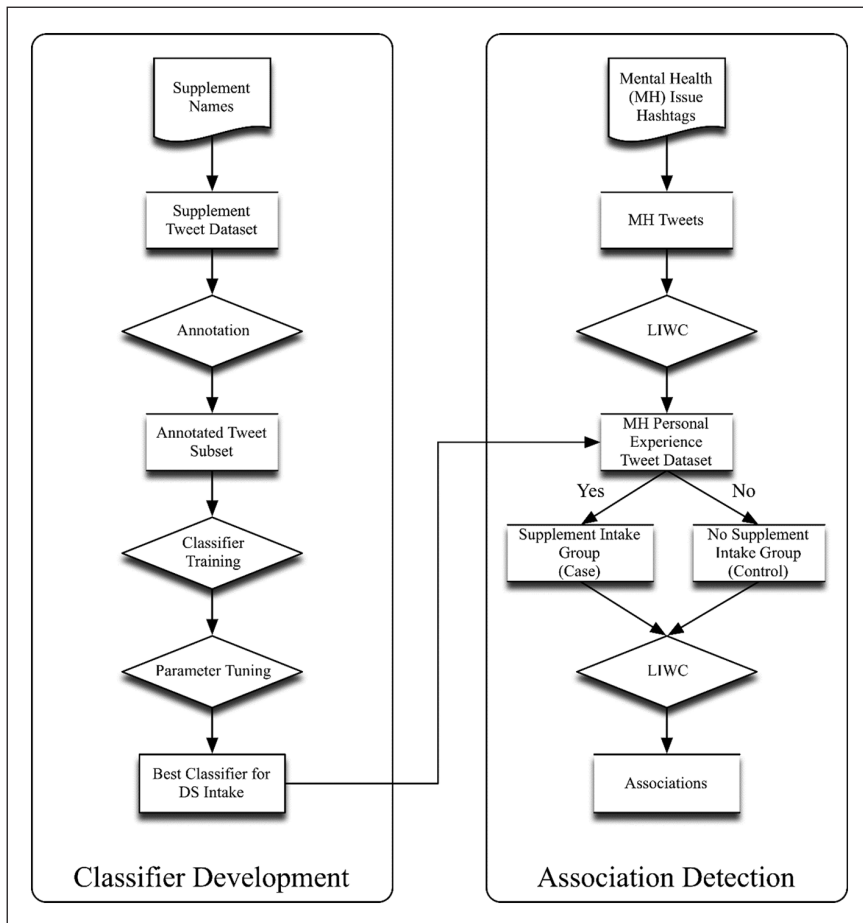 Supplement
Names
Supplement
Tweet Dataset
Annotation
Annotated Tweet
Subset
Classifier
Training
Parameter Tuning
Best Classifier for
DS Intake
Classifier Development
Mental Health
(MH) Issue
Hashtags
MH Tweets
LIWC
MH Personal
Experience
Tweet Dataset
Yes
No
Supplement Intake
Group
(Case)
No Supplement
Intake Group
(Control)
LIWC
Associations
Association Detection